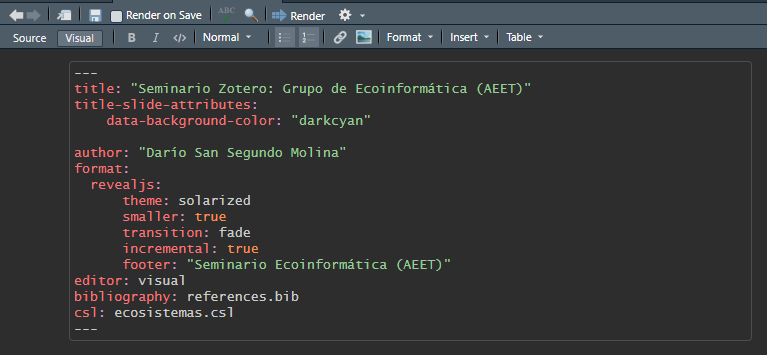 Render on Save ABC Render
Source Visual B I </> Normal Format Insert Table
---
title: "Seminario Zotero: Grupo de Ecoinformática (AEET)"
title-slide-attributes:
    data-background-color: "darkcyan"
author: "Darío San Segundo Molina"
format:
  revealjs:
      theme: solarized
      smaller: true
      transition: fade
      incremental: true
      footer: "Seminario Ecoinformática (AEET)"
editor: visual
bibliography: references.bib
csl: ecosistemas.csl
---